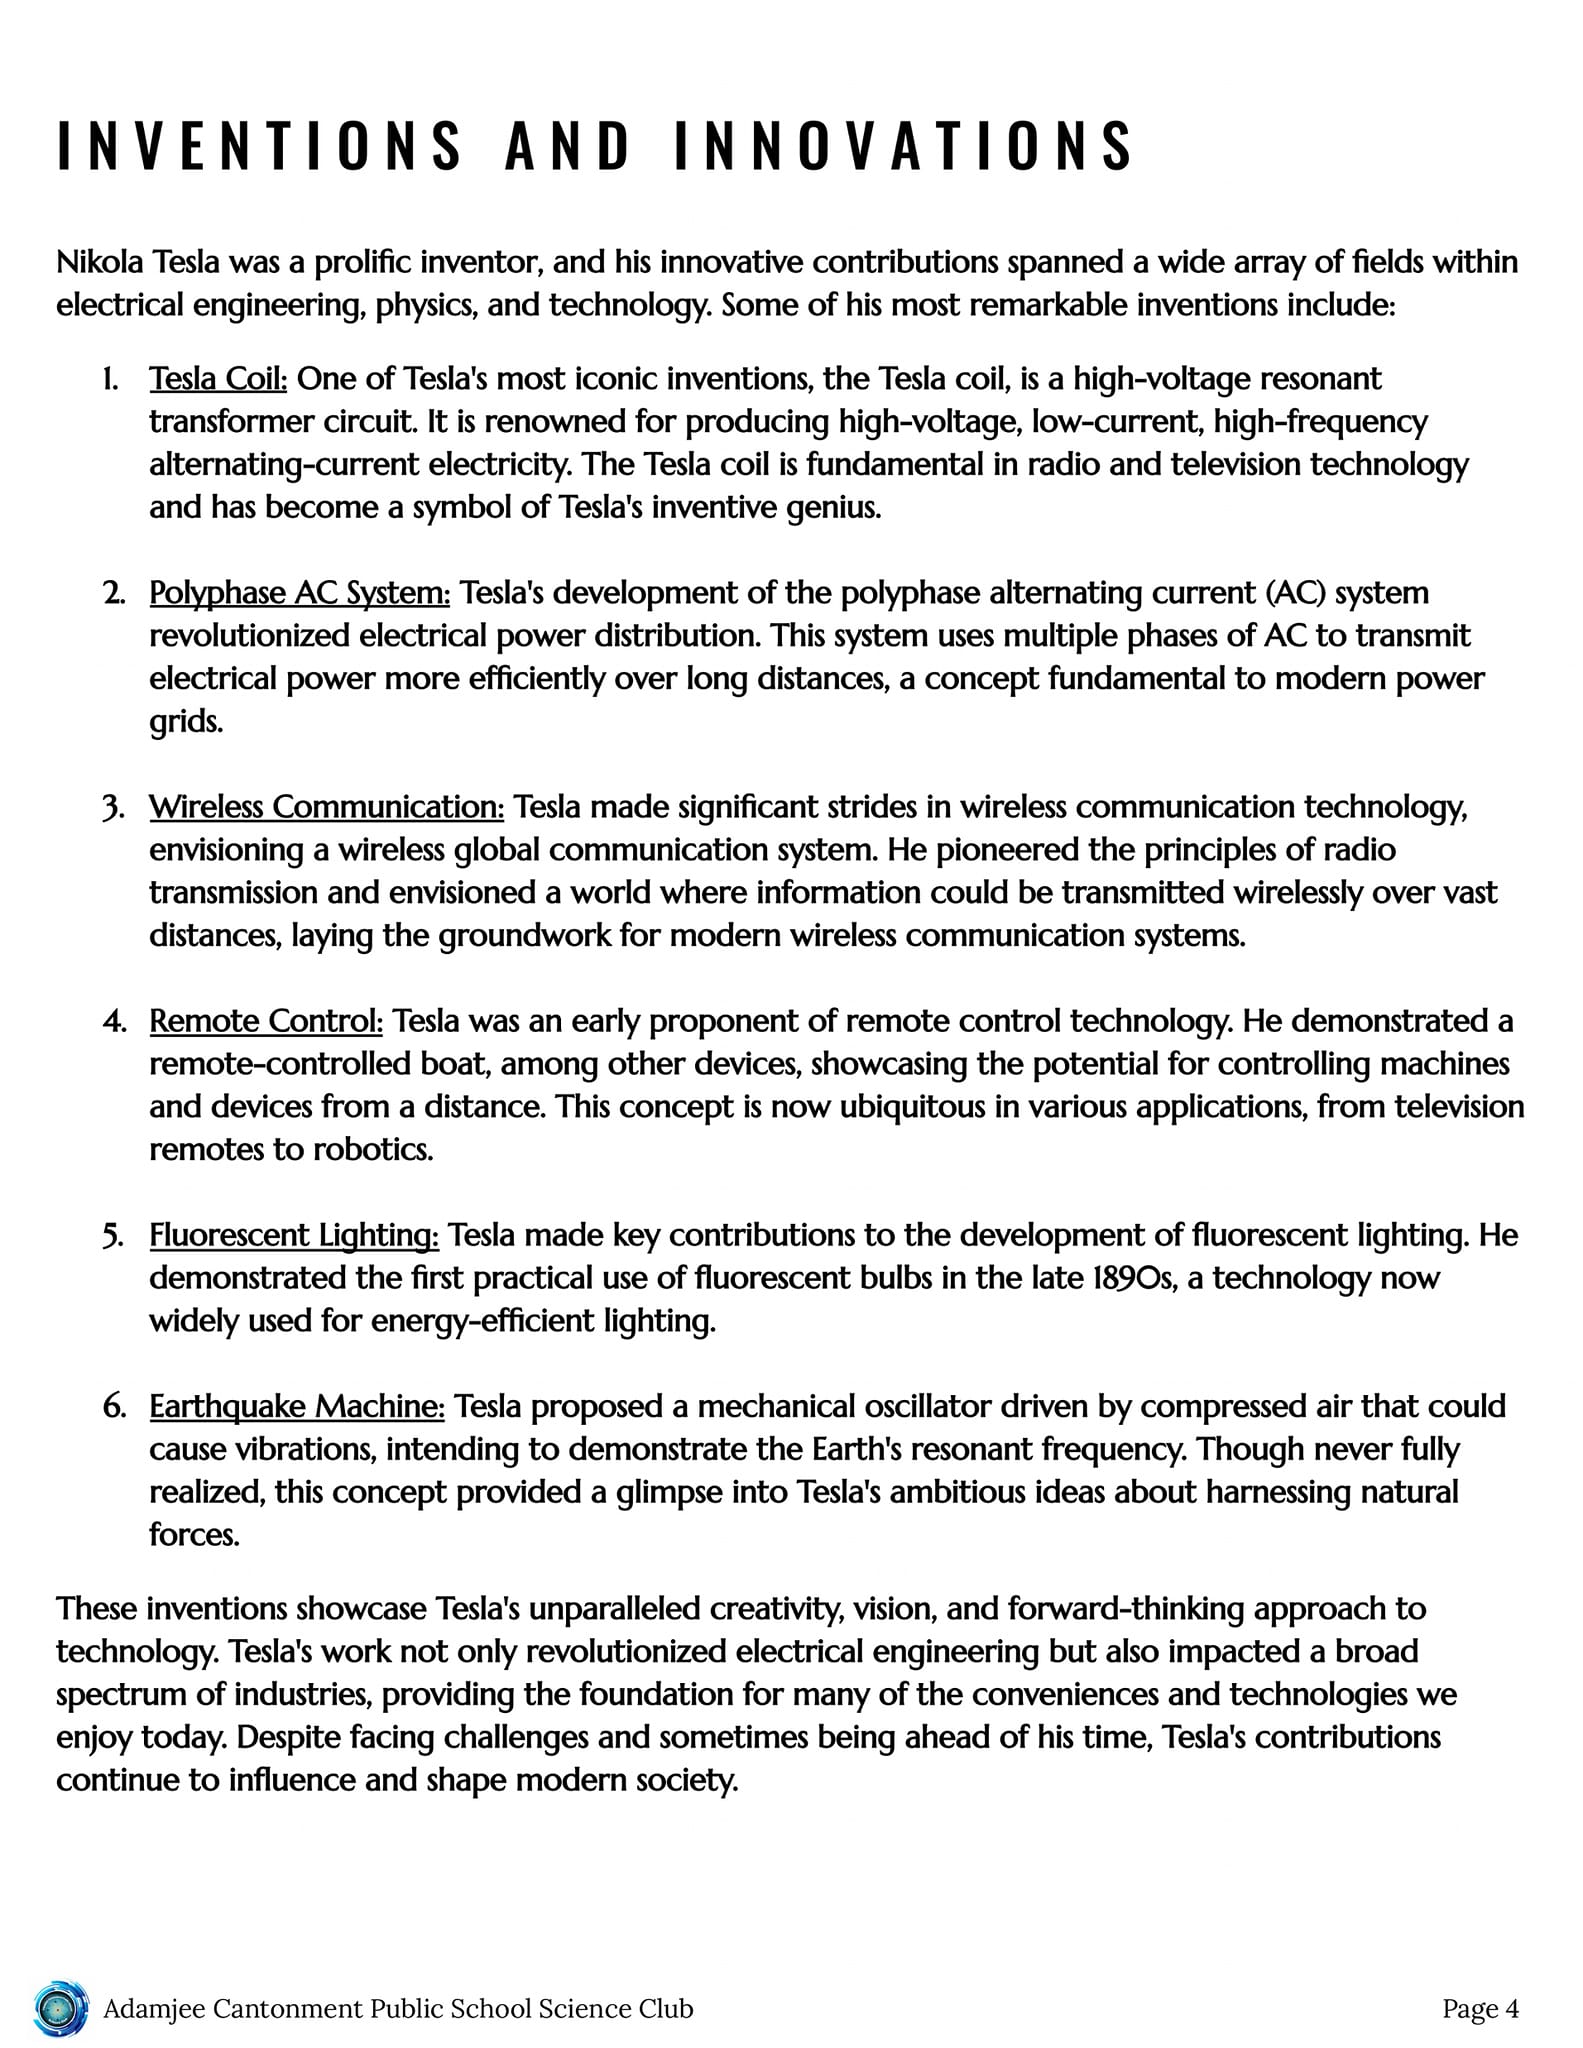 INVENTIONS AND INNOVATIONS
Nikola Tesla was a prolific inventor, and his innovative contributions spanned a wide array of fields within
electrical engineering, physics, and technology. Some of his most remarkable inventions include:
1. Tesla Coil: One of Tesla's most iconic inventions, the Tesla coil, is a high-voltage resonant
transformer circuit. It is renowned for producing high-voltage, low-current, high-frequency
alternating-current electricity. The Tesla coil is fundamental in radio and television technology
and has become a symbol of Tesla's inventive genius.
2. Polyphase AC System: Tesla's development of the polyphase alternating current (AC) system
revolutionized electrical power distribution. This system uses multiple phases of AC to transmit
electrical power more efficiently over long distances, a concept fundamental to modern power
grids.
3. Wireless Communication: Tesla made significant strides in wireless communication technology,
envisioning a wireless global communication system. He pioneered the principles of radio
transmission and envisioned a world where information could be transmitted wirelessly over vast
distances, laying the groundwork for modern wireless communication systems.
4. Remote Control: Tesla was an early proponent of remote control technology. He demonstrated a
remote-controlled boat, among other devices, showcasing the potential for controlling machines
and devices from a distance. This concept is now ubiquitous in various applications, from television
remotes to robotics.
5. Fluorescent Lighting: Tesla made key contributions to the development of fluorescent lighting. He
demonstrated the first practical use of fluorescent bulbs in the late 1890s, a technology now
widely used for energy-efficient lighting.
6. Earthquake Machine: Tesla proposed a mechanical oscillator driven by compressed air that could
cause vibrations, intending to demonstrate the Earth's resonant frequency. Though never fully
realized, this concept provided a glimpse into Tesla's ambitious ideas about harnessing natural
forces.
These inventions showcase Tesla's unparalleled creativity, vision, and forward-thinking approach to
technology. Tesla's work not only revolutionized electrical engineering but also impacted a broad
spectrum of industries, providing the foundation for many of the conveniences and technologies we
enjoy today. Despite facing challenges and sometimes being ahead of his time, Tesla's contributions
continue to influence and shape modern society.
Adamjee Cantonment Public School Science Club
Page 4